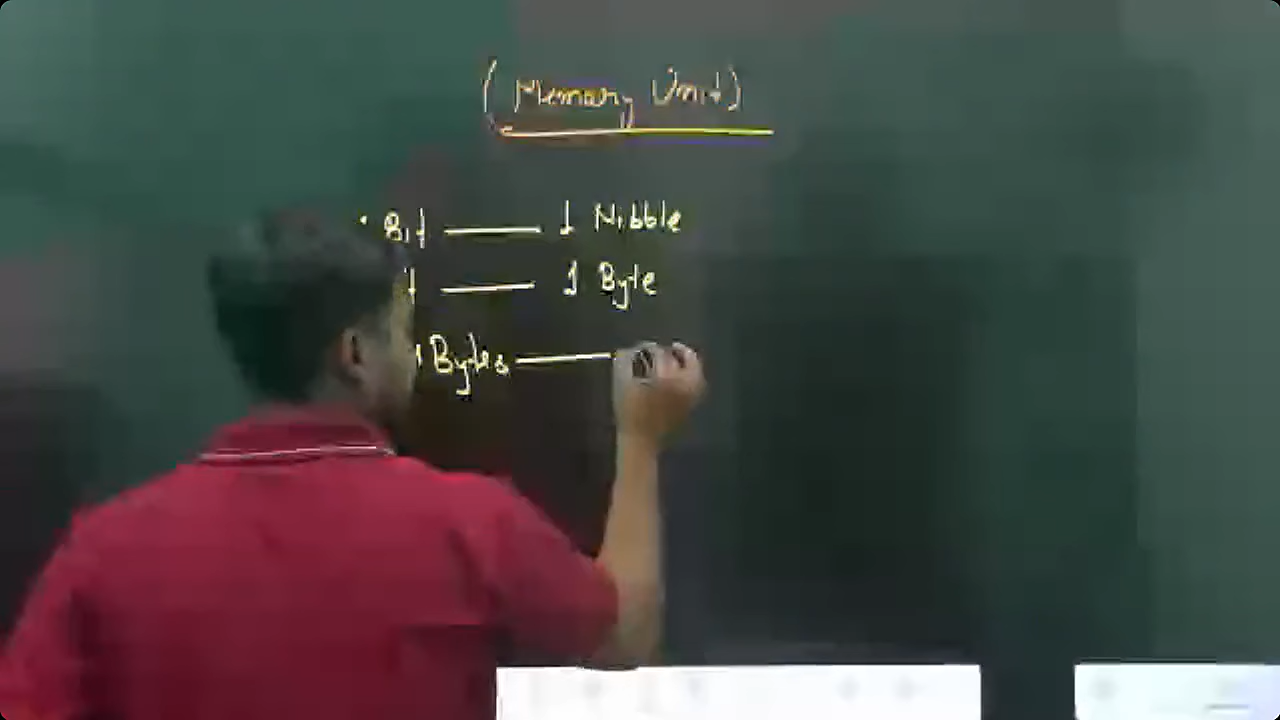 (Memory Unit)
Bit —— 1 Nibble
—— 1 Byte
Bytes ——